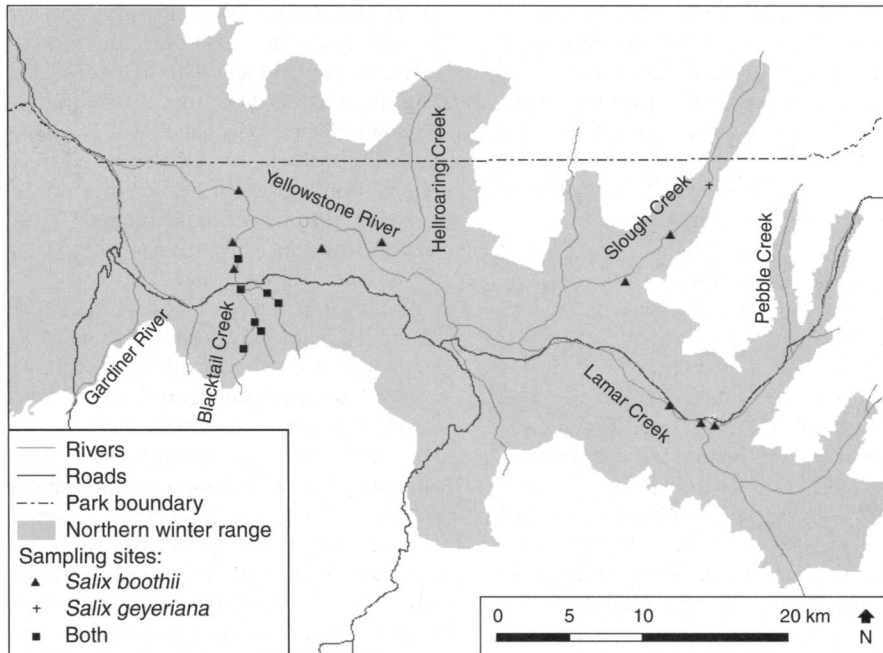 Yellowstone River
Hellroaring Creek
Slough Creek
Pebble Creek
Gardiner River
Blacktail Creek
Lamar Creek
Rivers
Roads
Park boundary
Northern winter range
Sampling sites:
Salix boothii
Salix geyeriana
Both
0 5 10 20 km
N